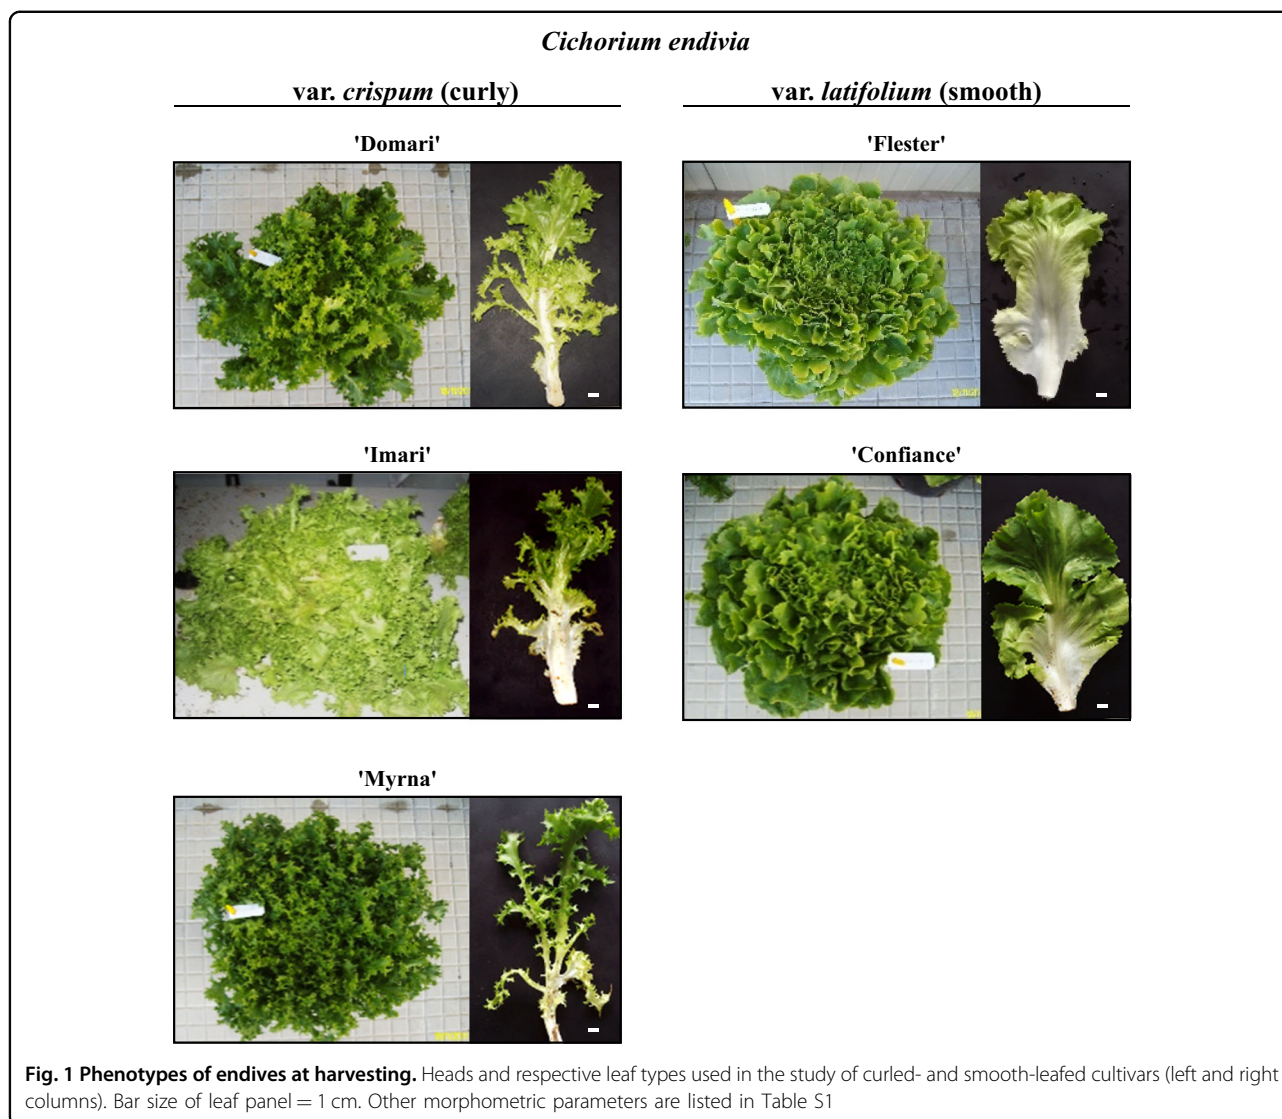 Cichorium endivia
var. crispum (curly)
var. latifolium (smooth)
'Domari'
'Flester'
'Imari'
'Confiance'
'Myrna'
Fig. 1 Phenotypes of endives at harvesting. Heads and respective leaf types used in the study of curled- and smooth-leafed cultivars (left and right
columns). Bar size of leaf panel = 1 cm. Other morphometric parameters are listed in Table S1